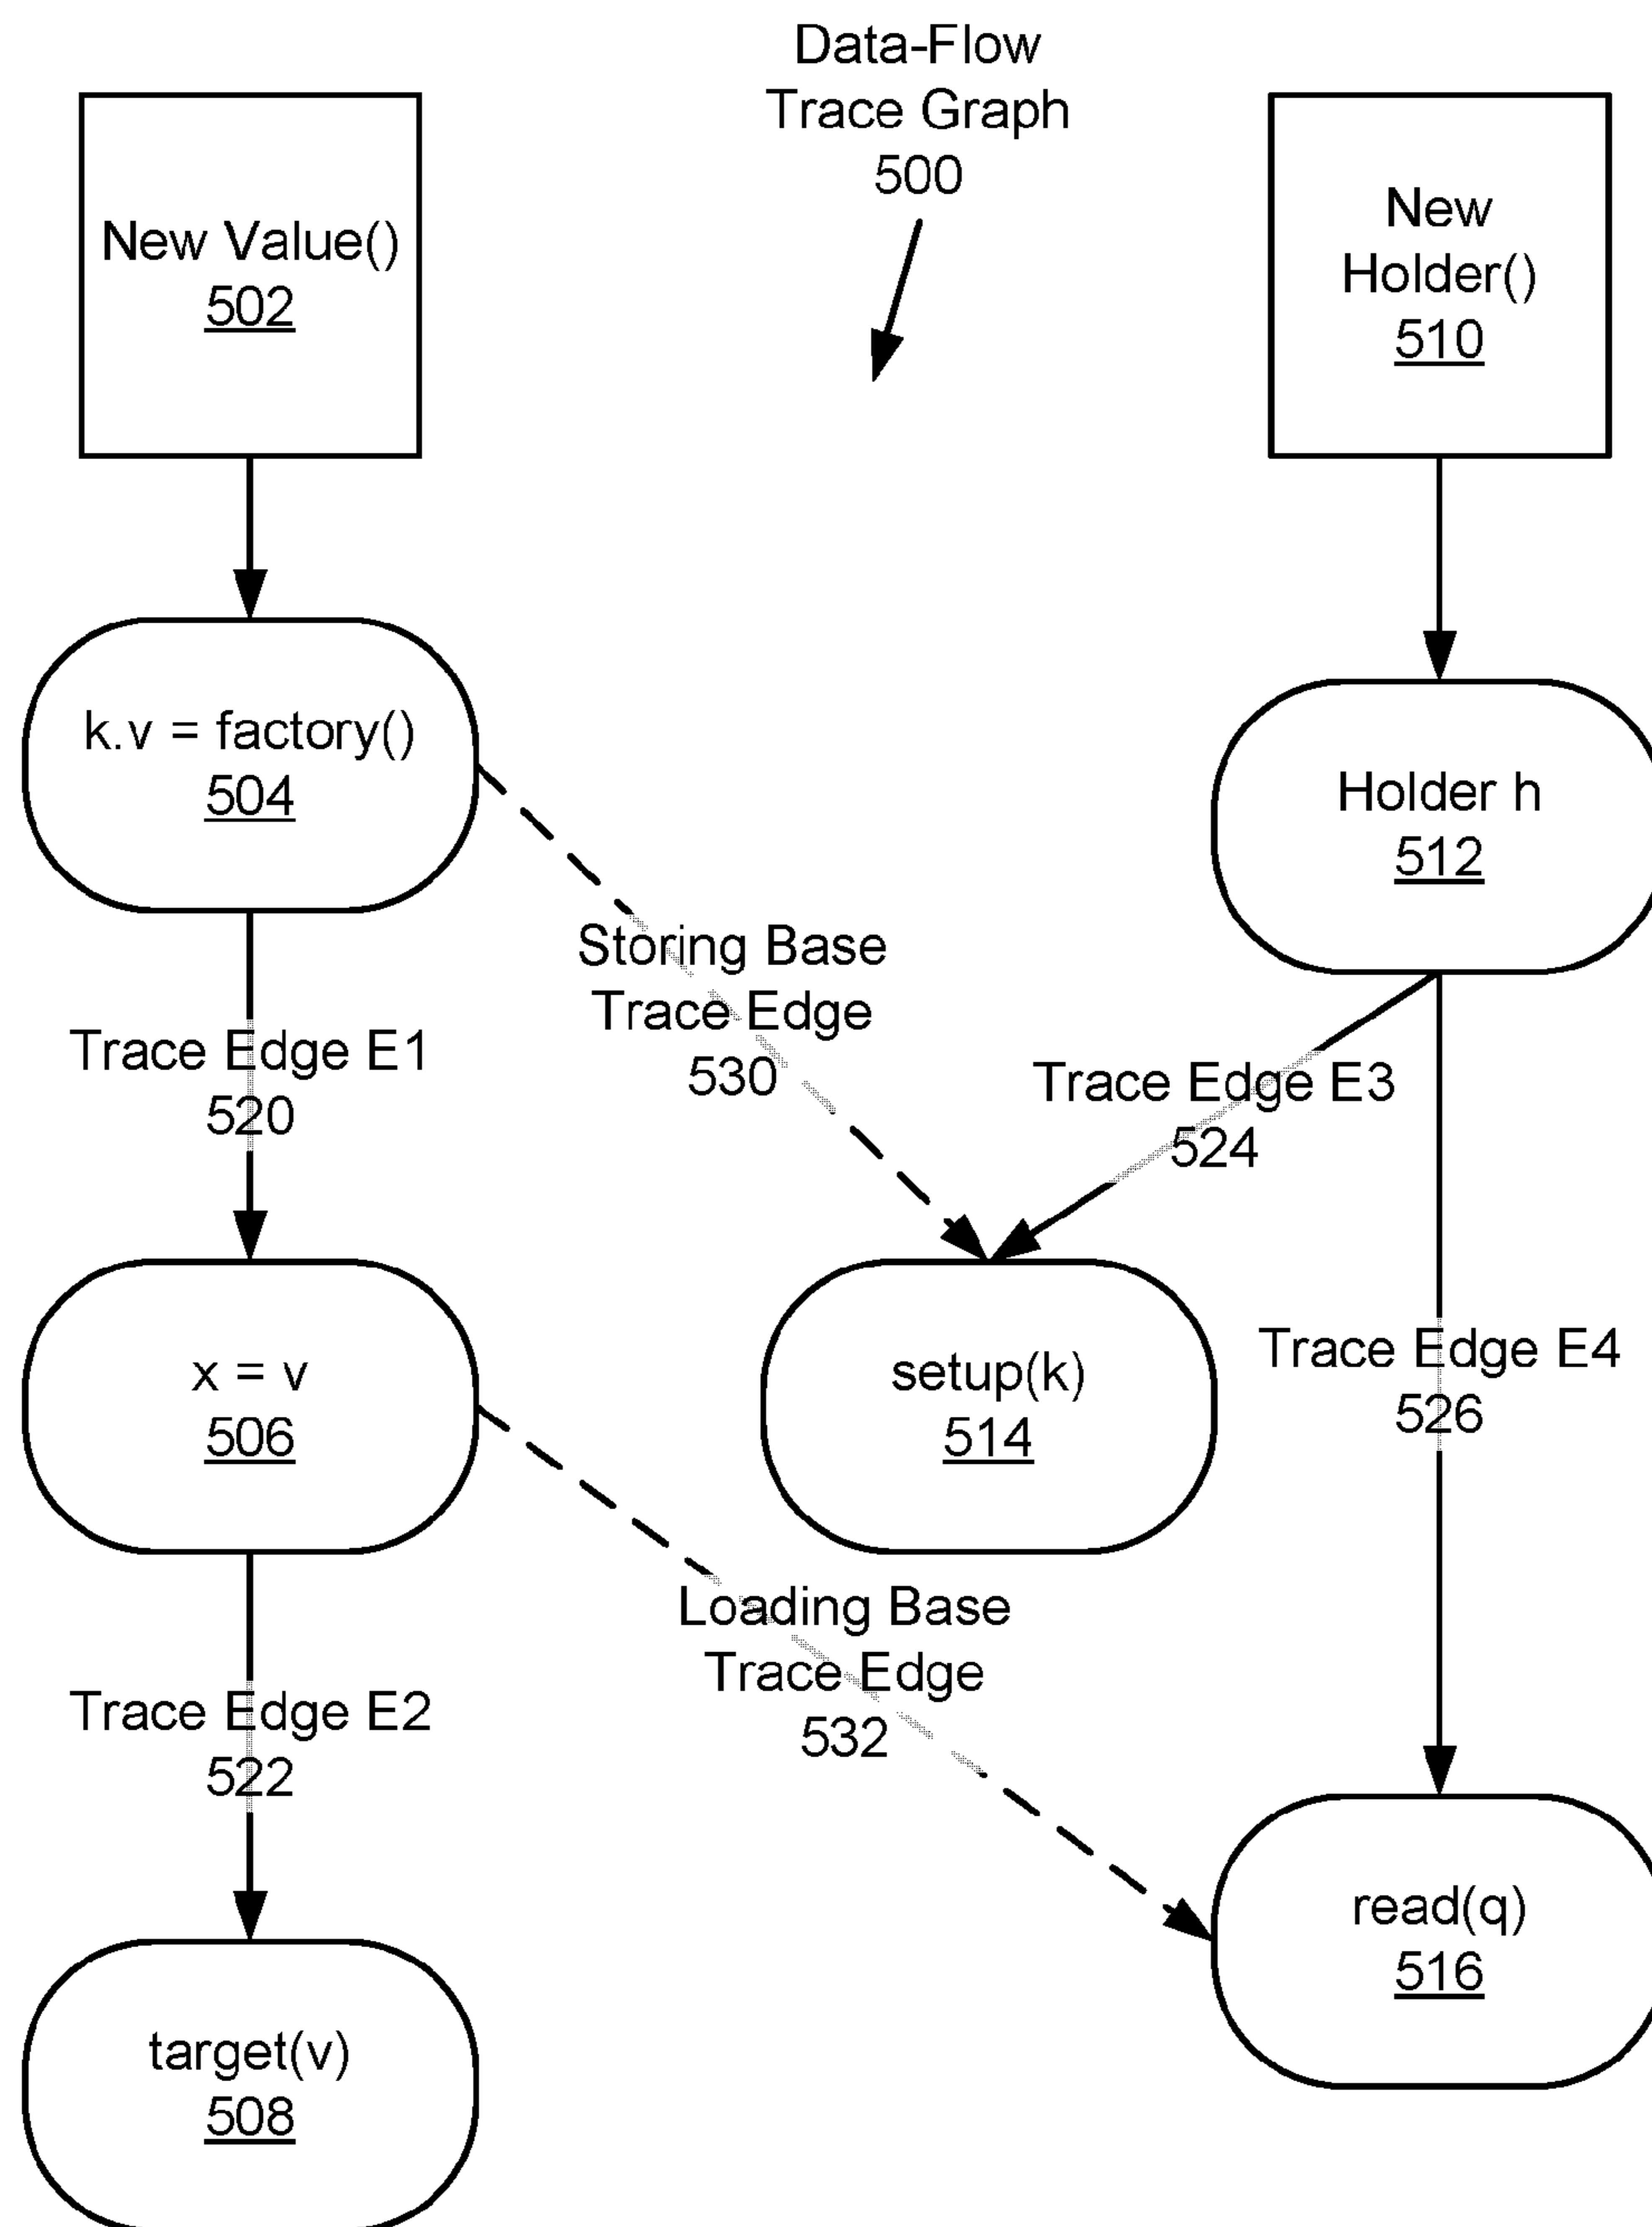 Data-Flow
Trace Graph
500
New Value()
502
New
Holder()
510
k.v = factory()
504
Holder h
512
Storing Base
Trace Edge
530
Trace Edge E1
520
Trace Edge E3
524
x = v
506
setup(k)
514
Trace Edge E4
526
Loading Base
Trace Edge
532
Trace Edge E2
522
read(q)
516
target(v)
508